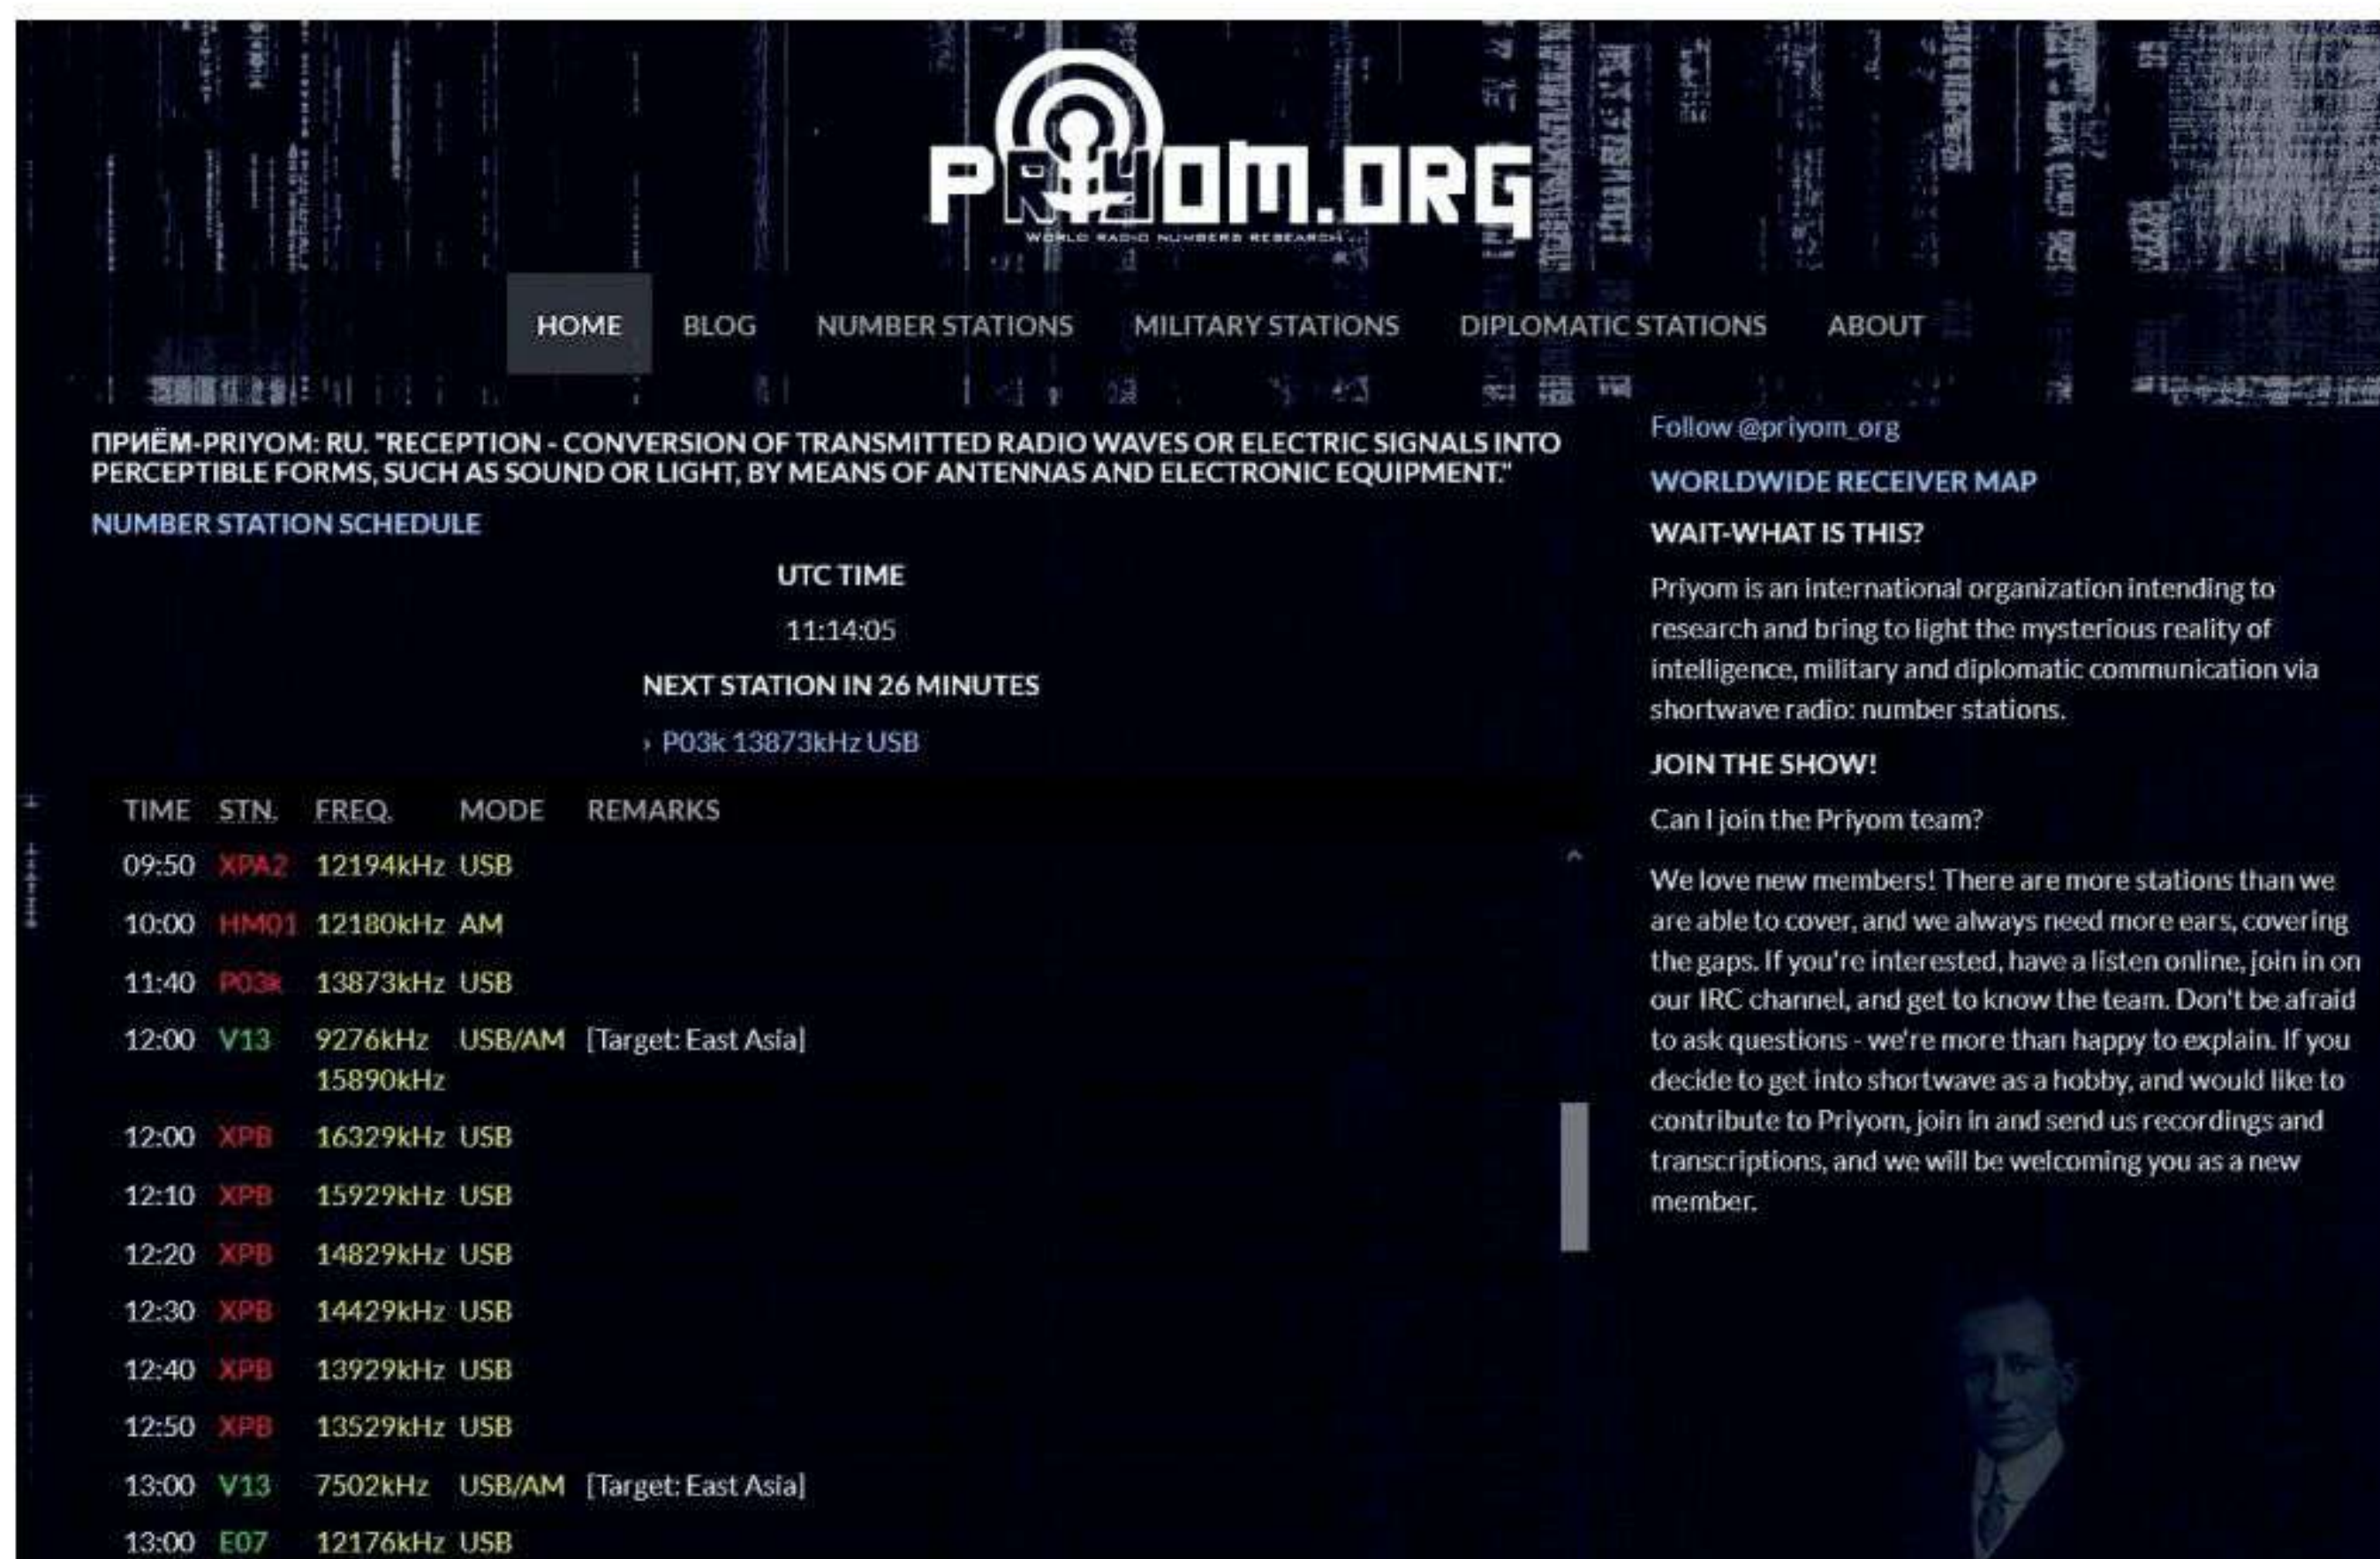 PRIYOM.ORG
WORLD RADIO NUMBERS RESEARCH
HOME BLOG NUMBER STATIONS MILITARY STATIONS DIPLOMATIC STATIONS ABOUT
ПРИЁМ-PRIYOM: RU. "RECEPTION - CONVERSION OF TRANSMITTED RADIO WAVES OR ELECTRIC SIGNALS INTO
PERCEPTIBLE FORMS, SUCH AS SOUND OR LIGHT, BY MEANS OF ANTENNAS AND ELECTRONIC EQUIPMENT."
NUMBER STATION SCHEDULE
UTC TIME
11:14:05
NEXT STATION IN 26 MINUTES
› P03k 13873kHz USB
TIME STN. FREQ. MODE REMARKS
09:50 XPA2 12194kHz USB
10:00 HM01 12180kHz AM
11:40 P03k 13873kHz USB
12:00 V13 9276kHz USB/AM [Target: East Asia]
15890kHz
12:00 XPB 16329kHz USB
12:10 XPB 15929kHz USB
12:20 XPB 14829kHz USB
12:30 XPB 14429kHz USB
12:40 XPB 13929kHz USB
12:50 XPB 13529kHz USB
13:00 V13 7502kHz USB/AM [Target: East Asia]
13:00 E07 12176kHz USB
Follow @priyom_org
WORLDWIDE RECEIVER MAP
WAIT-WHAT IS THIS?
Priyom is an international organization intending to
research and bring to light the mysterious reality of
intelligence, military and diplomatic communication via
shortwave radio: number stations.
JOIN THE SHOW!
Can I join the Priyom team?
We love new members! There are more stations than we
are able to cover, and we always need more ears, covering
the gaps. If you're interested, have a listen online, join in on
our IRC channel, and get to know the team. Don't be afraid
to ask questions - we're more than happy to explain. If you
decide to get into shortwave as a hobby, and would like to
contribute to Priyom, join in and send us recordings and
transcriptions, and we will be welcoming you as a new
member.